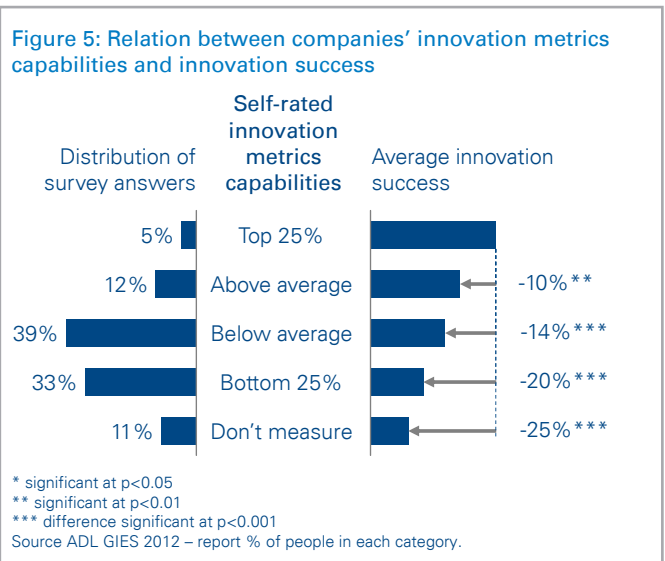 Figure 5: Relation between companies’ innovation metrics
capabilities and innovation success
Self-rated
innovation
metrics
capabilities
Distribution of
survey answers
Average innovation
success
5% Top 25%
12% Above average -10%**
39% Below average -14%***
33% Bottom 25% -20%***
11% Don’t measure -25%***
* significant at p<0.05
** significant at p<0.01
*** difference significant at p<0.001
Source ADL GIES 2012 – report % of people in each category.